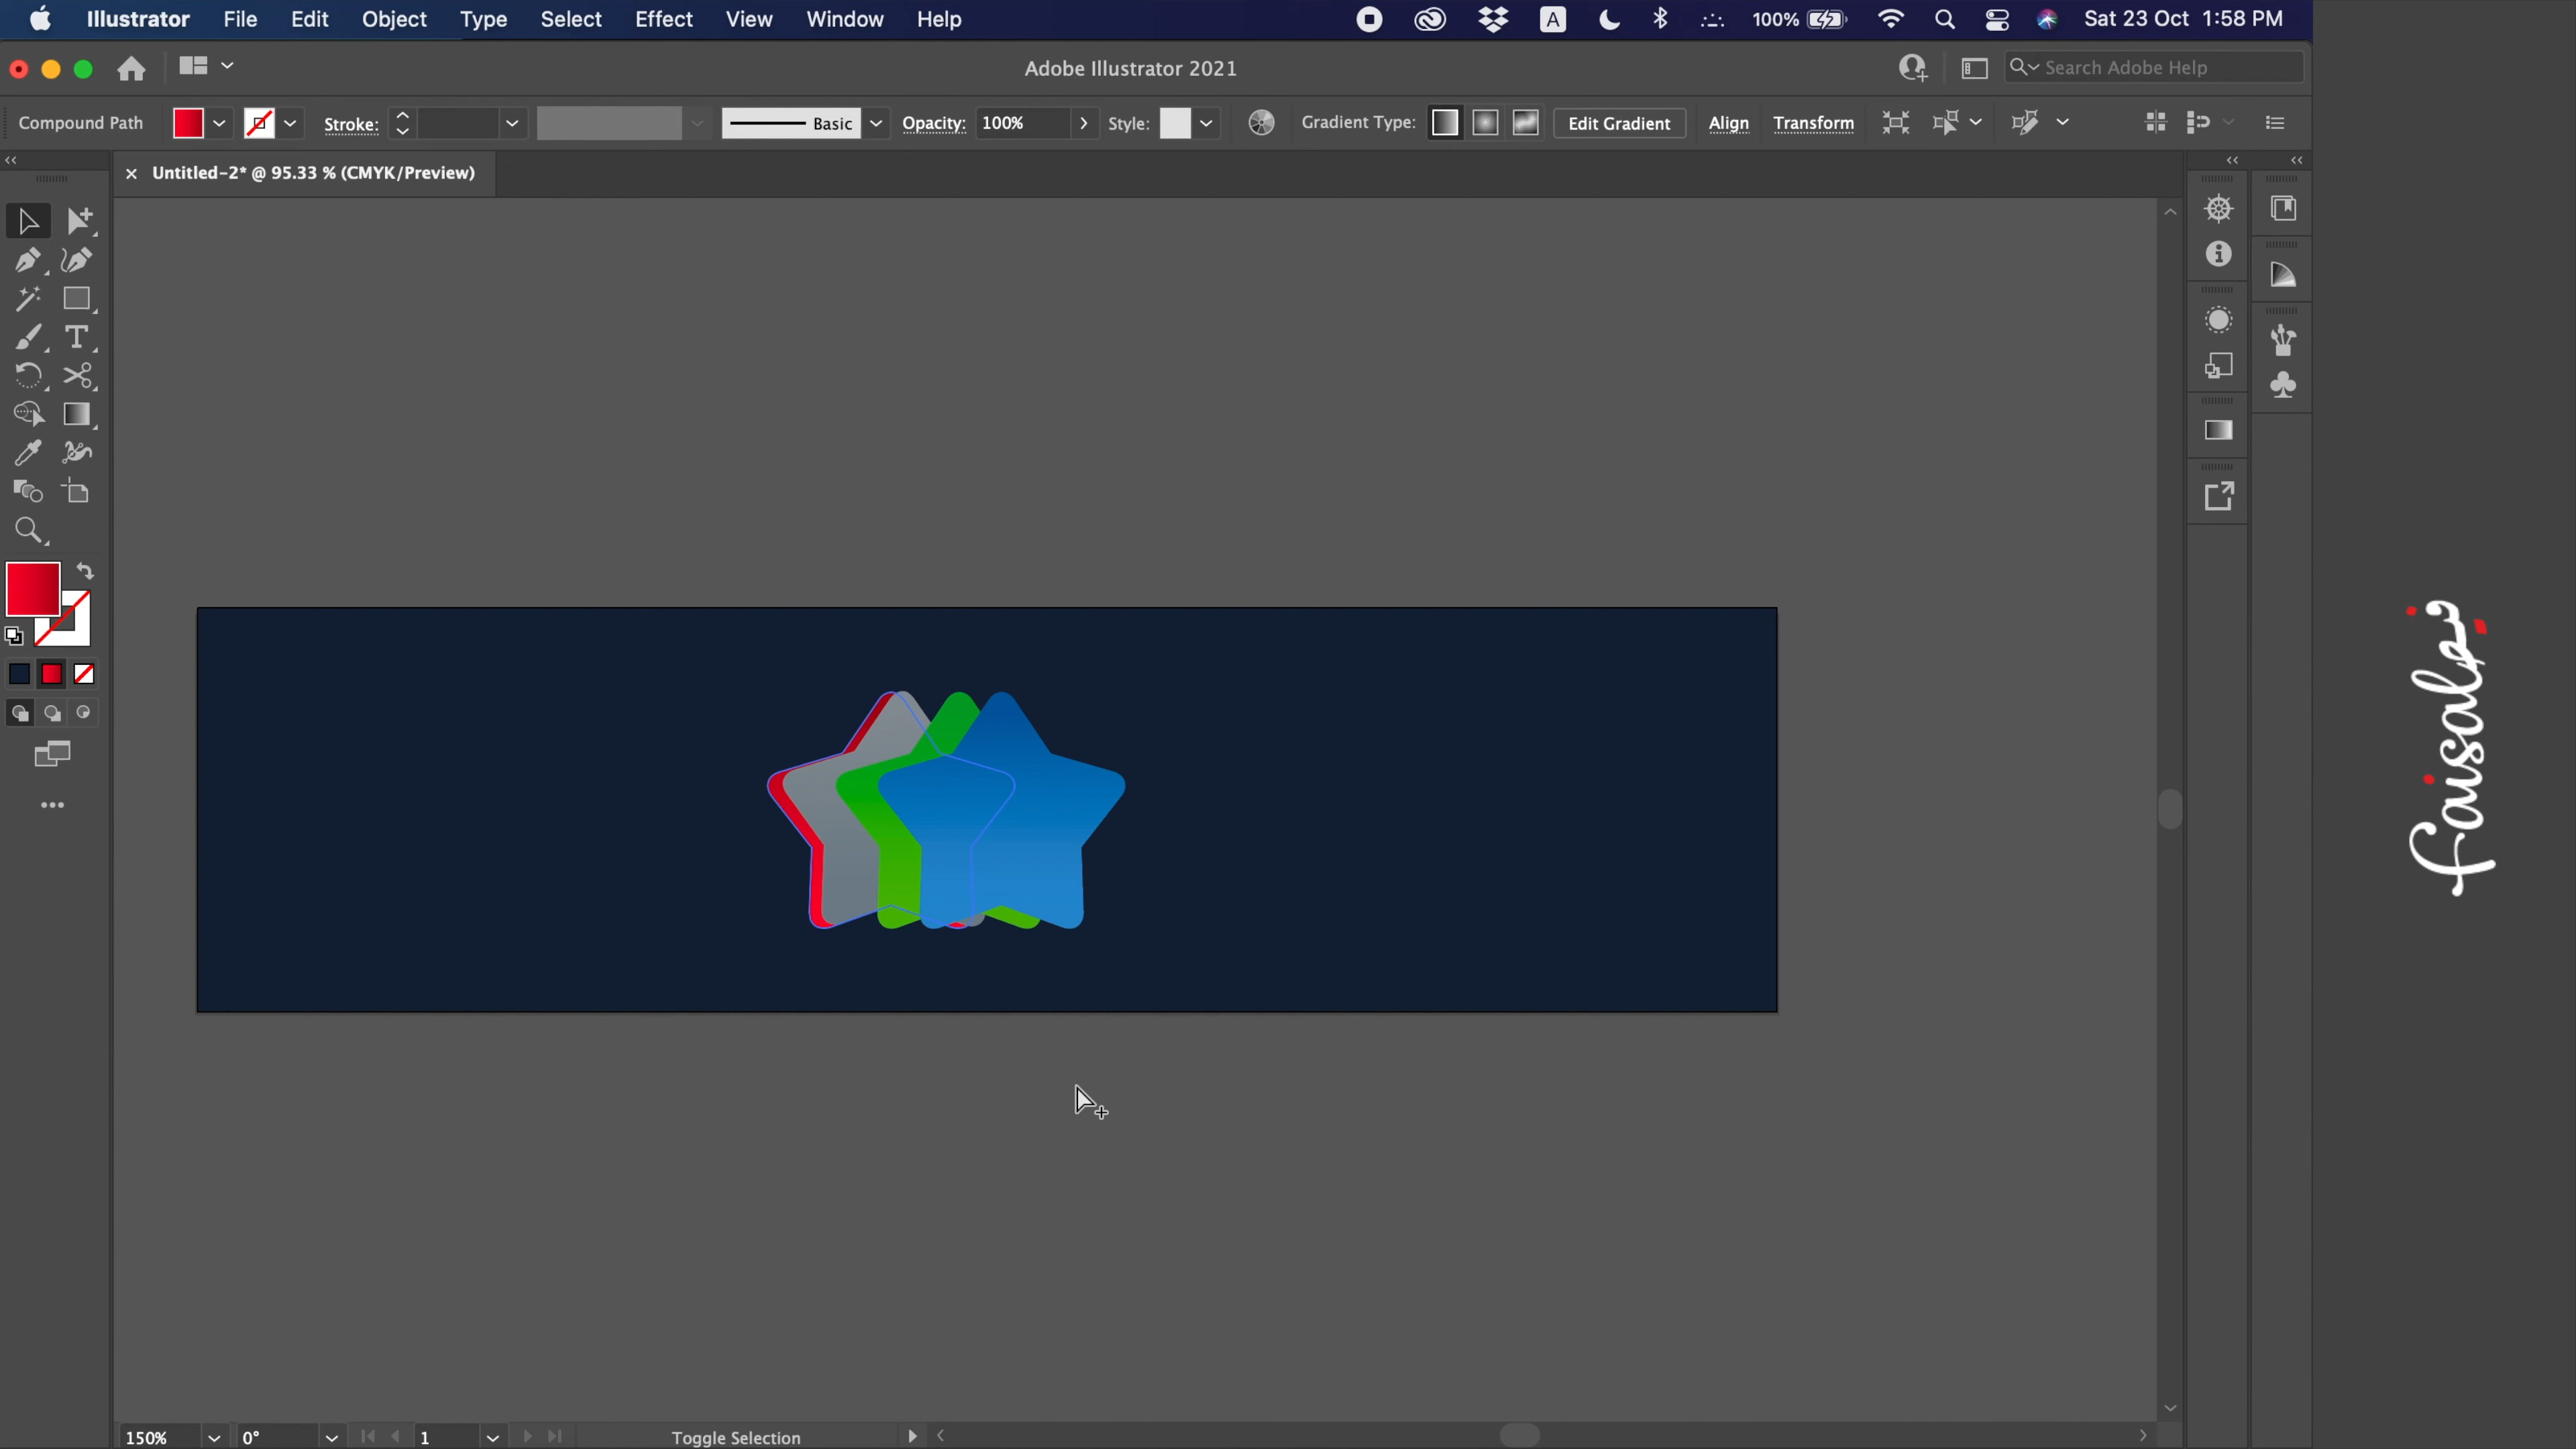 Illustrator File Edit Object Type Select Effect View Window Help A 100% Sat 23 Oct 1:58 PM
Adobe Illustrator 2021 Search Adobe Help
Compound Path Stroke: Basic Opacity: 100% Style: Gradient Type: Edit Gradient Align Transform
Untitled-2* @ 95.33 % (CMYK/Preview)
150% 0° 1 Toggle Selection